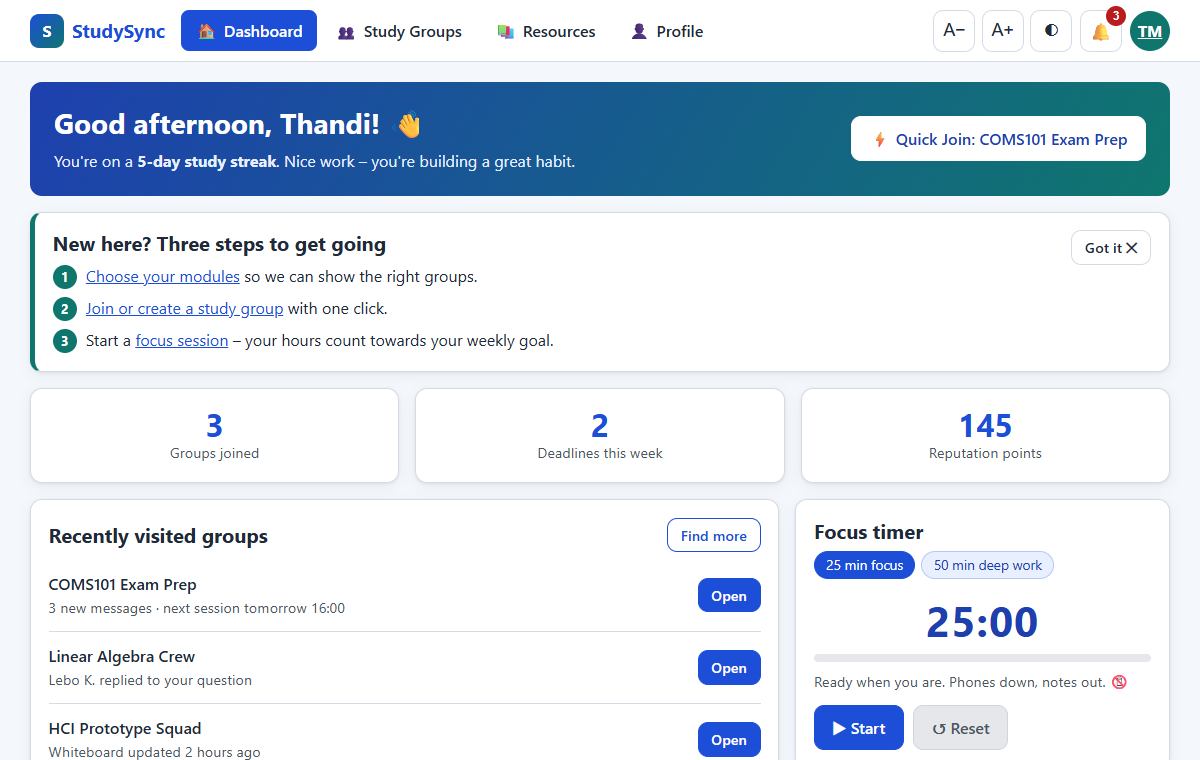 S StudySync
🏠 Dashboard
👥 Study Groups
📚 Resources
👤 Profile
A−
A+
3
TM
Good afternoon, Thandi! 👋
You're on a 5-day study streak. Nice work – you're building a great habit.
⚡ Quick Join: COMS101 Exam Prep
New here? Three steps to get going
Got it ✕
1 Choose your modules so we can show the right groups.
2 Join or create a study group with one click.
3 Start a focus session – your hours count towards your weekly goal.
3
Groups joined
2
Deadlines this week
145
Reputation points
Recently visited groups
Find more
COMS101 Exam Prep
3 new messages · next session tomorrow 16:00
Open
Linear Algebra Crew
Lebo K. replied to your question
Open
HCI Prototype Squad
Whiteboard updated 2 hours ago
Open
Focus timer
25 min focus
50 min deep work
25:00
Ready when you are. Phones down, notes out. 📵
▶ Start
↺ Reset